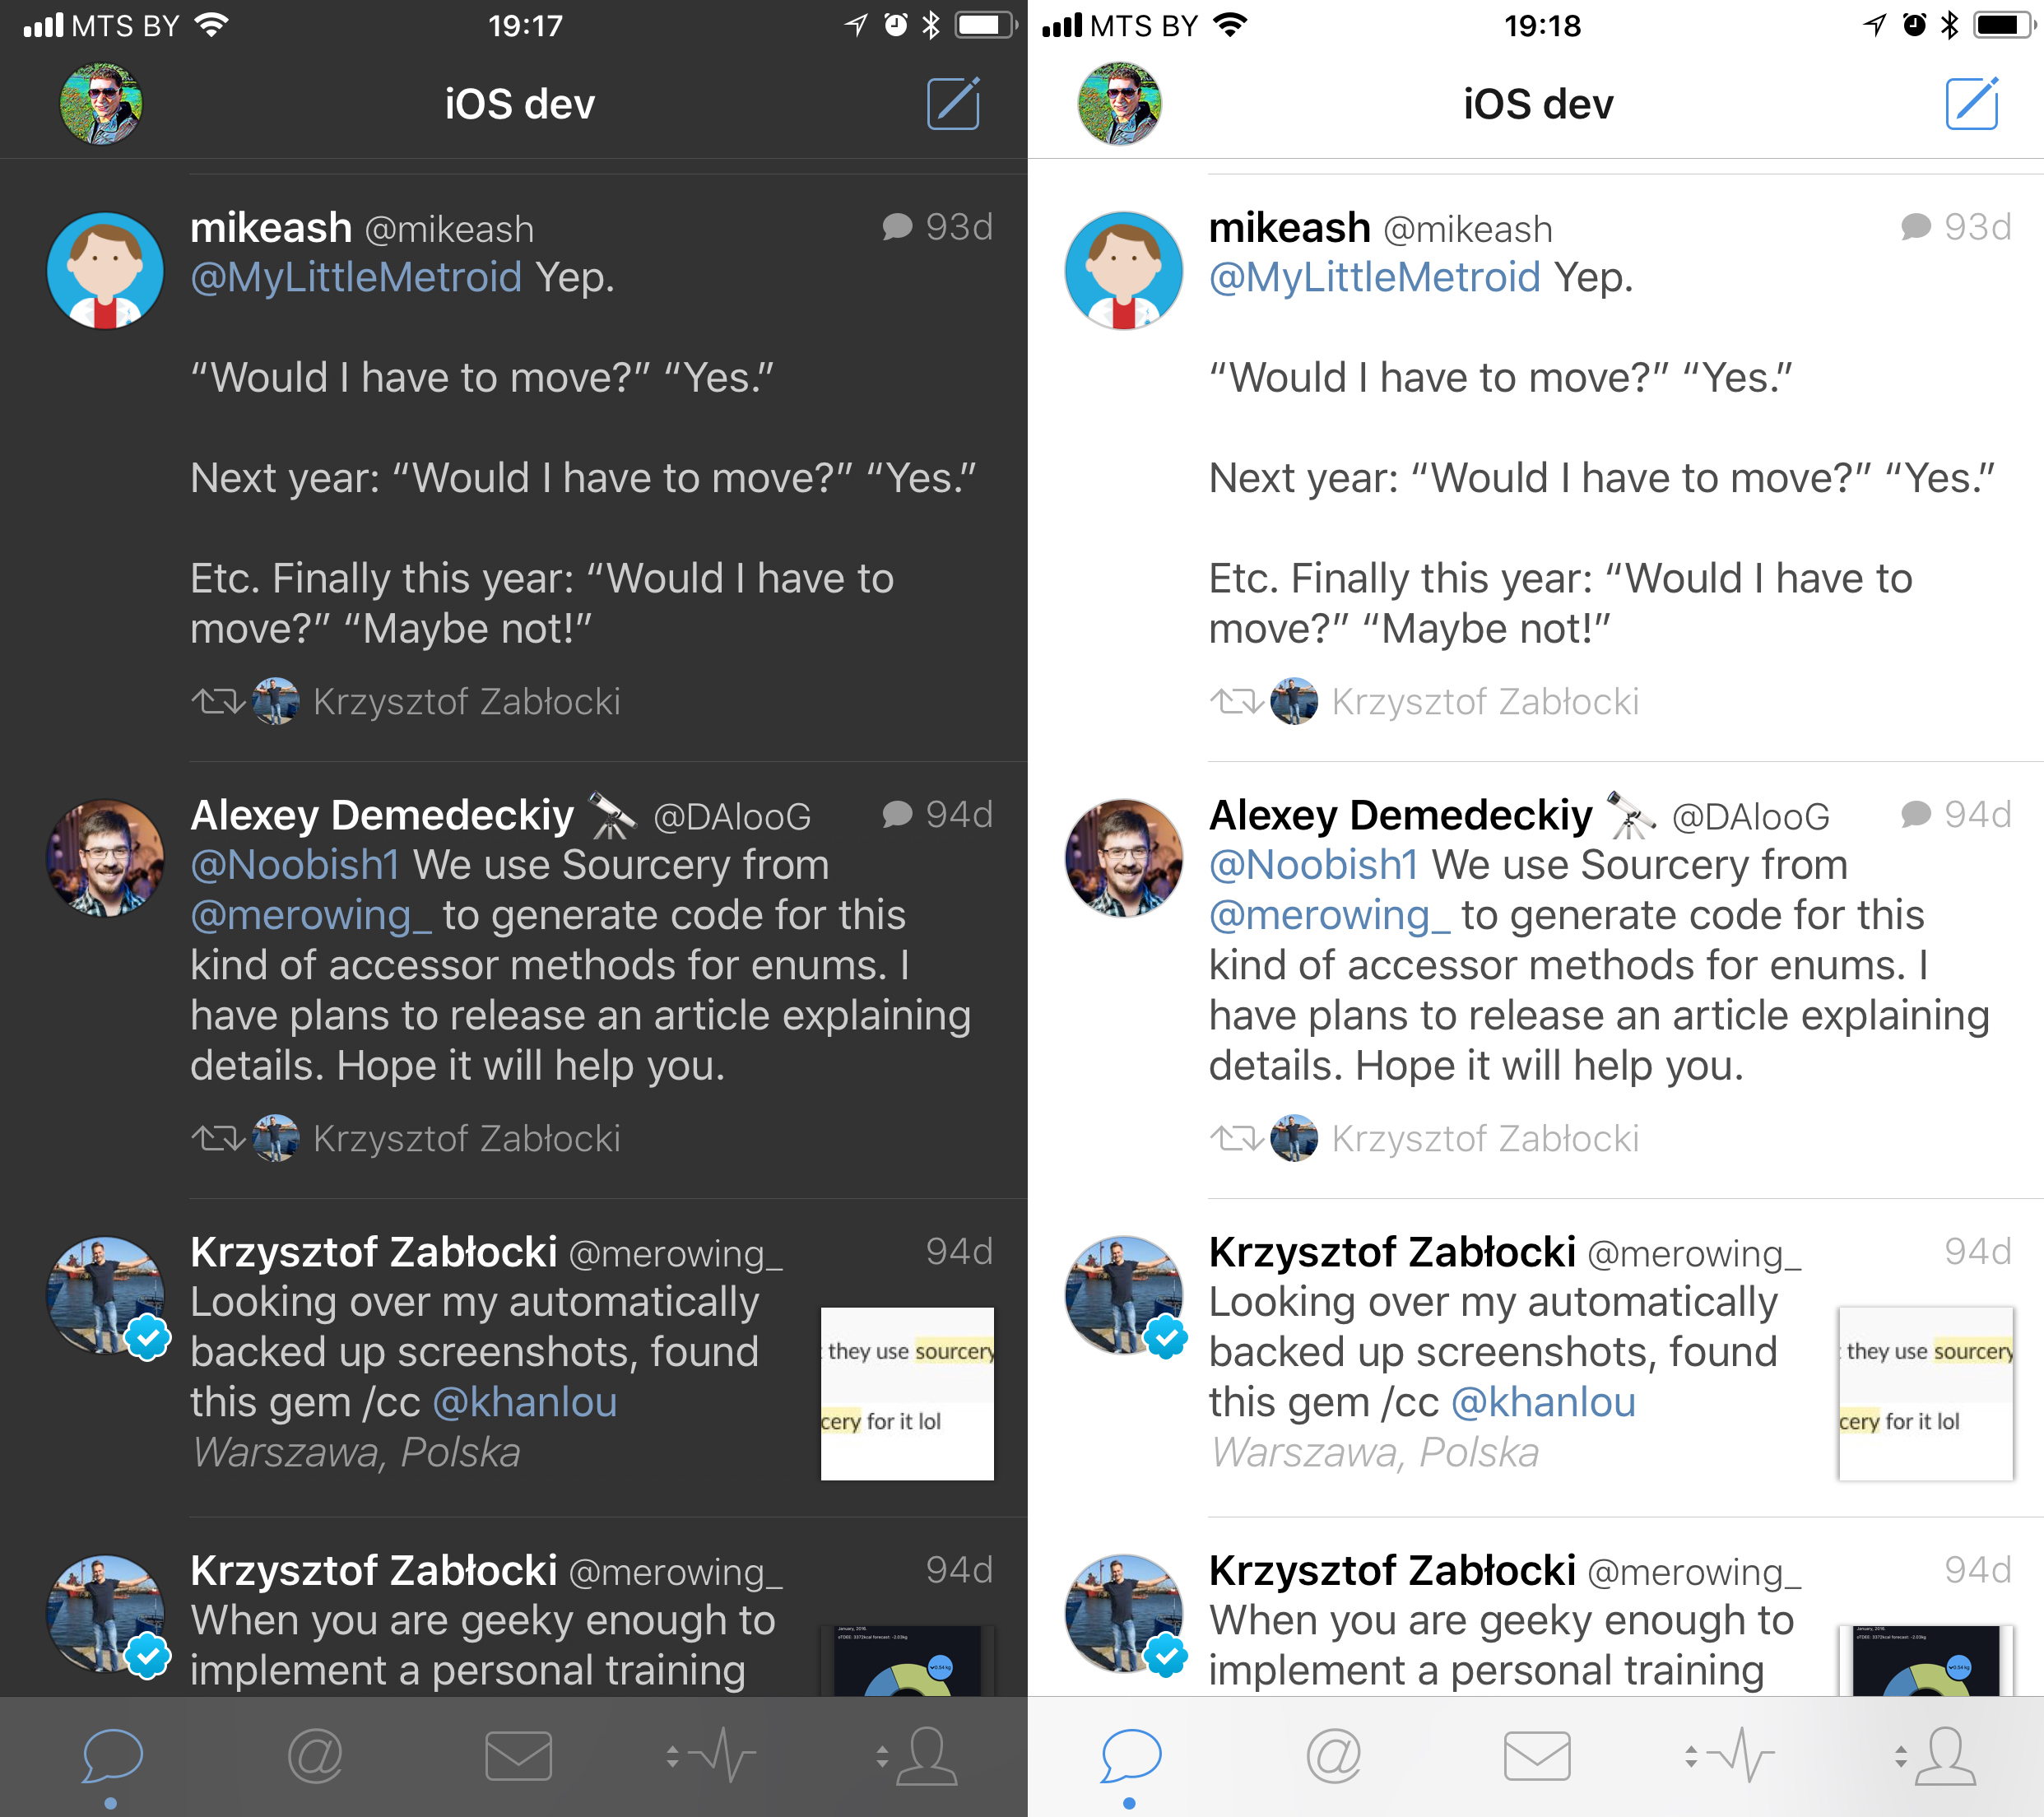 MTS BY 19:17
iOS dev
mikeash @mikeash 93d
@MyLittleMetroid Yep.
“Would I have to move?” “Yes.”
Next year: “Would I have to move?” “Yes.”
Etc. Finally this year: “Would I have to
move?” “Maybe not!”
Krzysztof Zabłocki
Alexey Demedeckiy 🔭 @DAlooG 94d
@Noobish1 We use Sourcery from
@merowing_ to generate code for this
kind of accessor methods for enums. I
have plans to release an article explaining
details. Hope it will help you.
Krzysztof Zabłocki
Krzysztof Zabłocki @merowing_ 94d
Looking over my automatically
backed up screenshots, found
this gem /cc @khanlou
Warszawa, Polska
they use sourcery
cery for it lol
Krzysztof Zabłocki @merowing_ 94d
When you are geeky enough to
implement a personal training
MTS BY 19:18
iOS dev
mikeash @mikeash 93d
@MyLittleMetroid Yep.
“Would I have to move?” “Yes.”
Next year: “Would I have to move?” “Yes.”
Etc. Finally this year: “Would I have to
move?” “Maybe not!”
Krzysztof Zabłocki
Alexey Demedeckiy 🔭 @DAlooG 94d
@Noobish1 We use Sourcery from
@merowing_ to generate code for this
kind of accessor methods for enums. I
have plans to release an article explaining
details. Hope it will help you.
Krzysztof Zabłocki
Krzysztof Zabłocki @merowing_ 94d
Looking over my automatically
backed up screenshots, found
this gem /cc @khanlou
Warszawa, Polska
they use sourcery
cery for it lol
Krzysztof Zabłocki @merowing_ 94d
When you are geeky enough to
implement a personal training